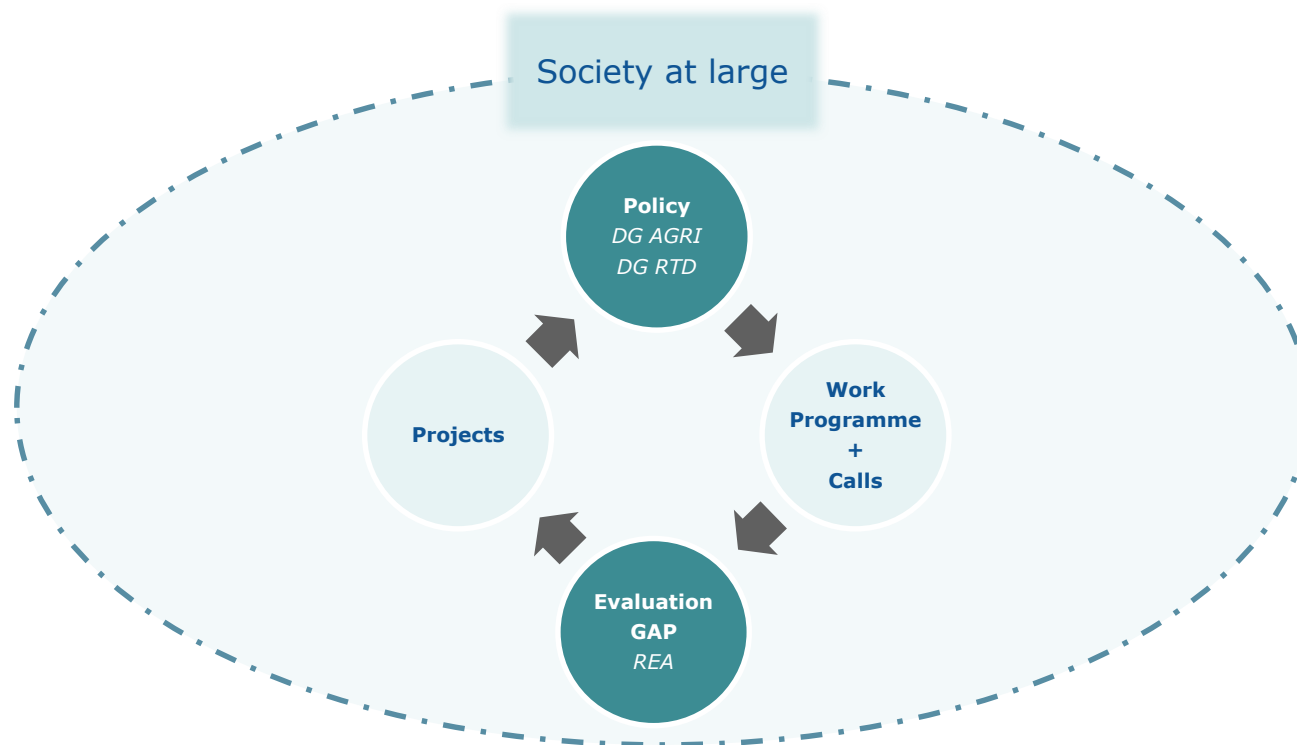 Society at large
Policy
DG AGRI
DG RTD
Projects
Work
Programme
+
Calls
Evaluation
GAP
REA